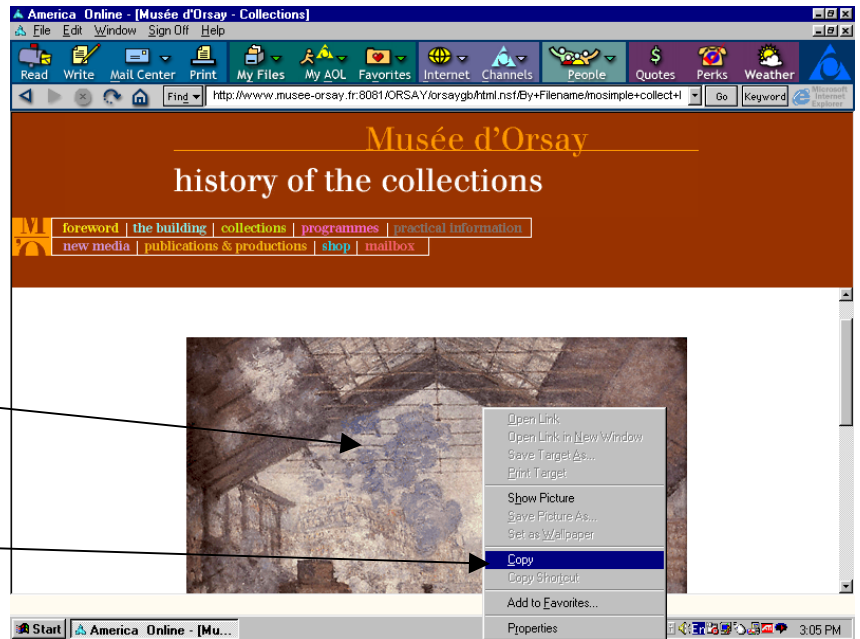 America Online - [Musée d'Orsay - Collections]
File Edit Window Sign Off Help
Read Write Mail Center Print My Files My AOL Favorites Internet Channels People Quotes Perks Weather
Find http://www.musee-orsay.fr:8081/ORSAY/orsaygb/html.nsf/By+Filename/mosimple+collect+I Go Keyword Microsoft Internet Explorer
Musée d'Orsay
history of the collections
M'O
foreword | the building | collections | programmes | practical information
new media | publications & productions | shop | mailbox
Open Link
Open Link in New Window
Save Target As...
Print Target
Show Picture
Save Picture As...
Set as Wallpaper
Copy
Copy Shortcut
Add to Favorites...
Properties
Start America Online - [Mu... En 3:05 PM